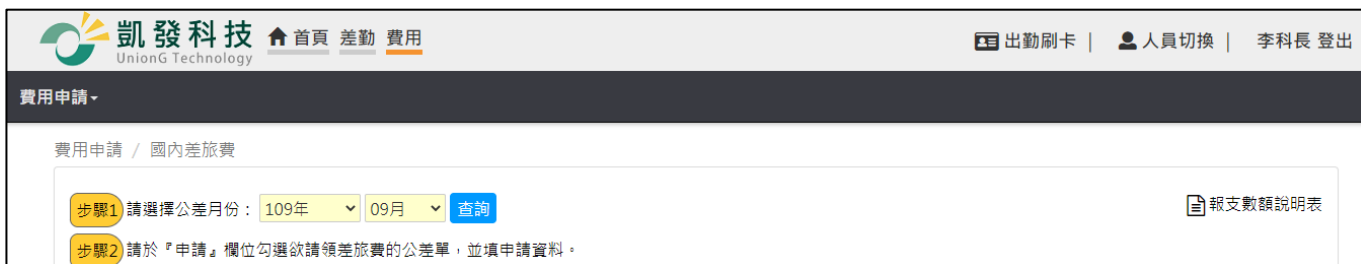 凱發科技 首頁 差勤 費用 出勤刷卡 | 人員切換 | 李科長 登出
UnionG Technology
費用申請
費用申請 / 國內差旅費
步驟1 請選擇公差月份： 109年 09月 查詢 報支數額說明表
步驟2 請於『申請』欄位勾選欲請領差旅費的公差單，並填申請資料。